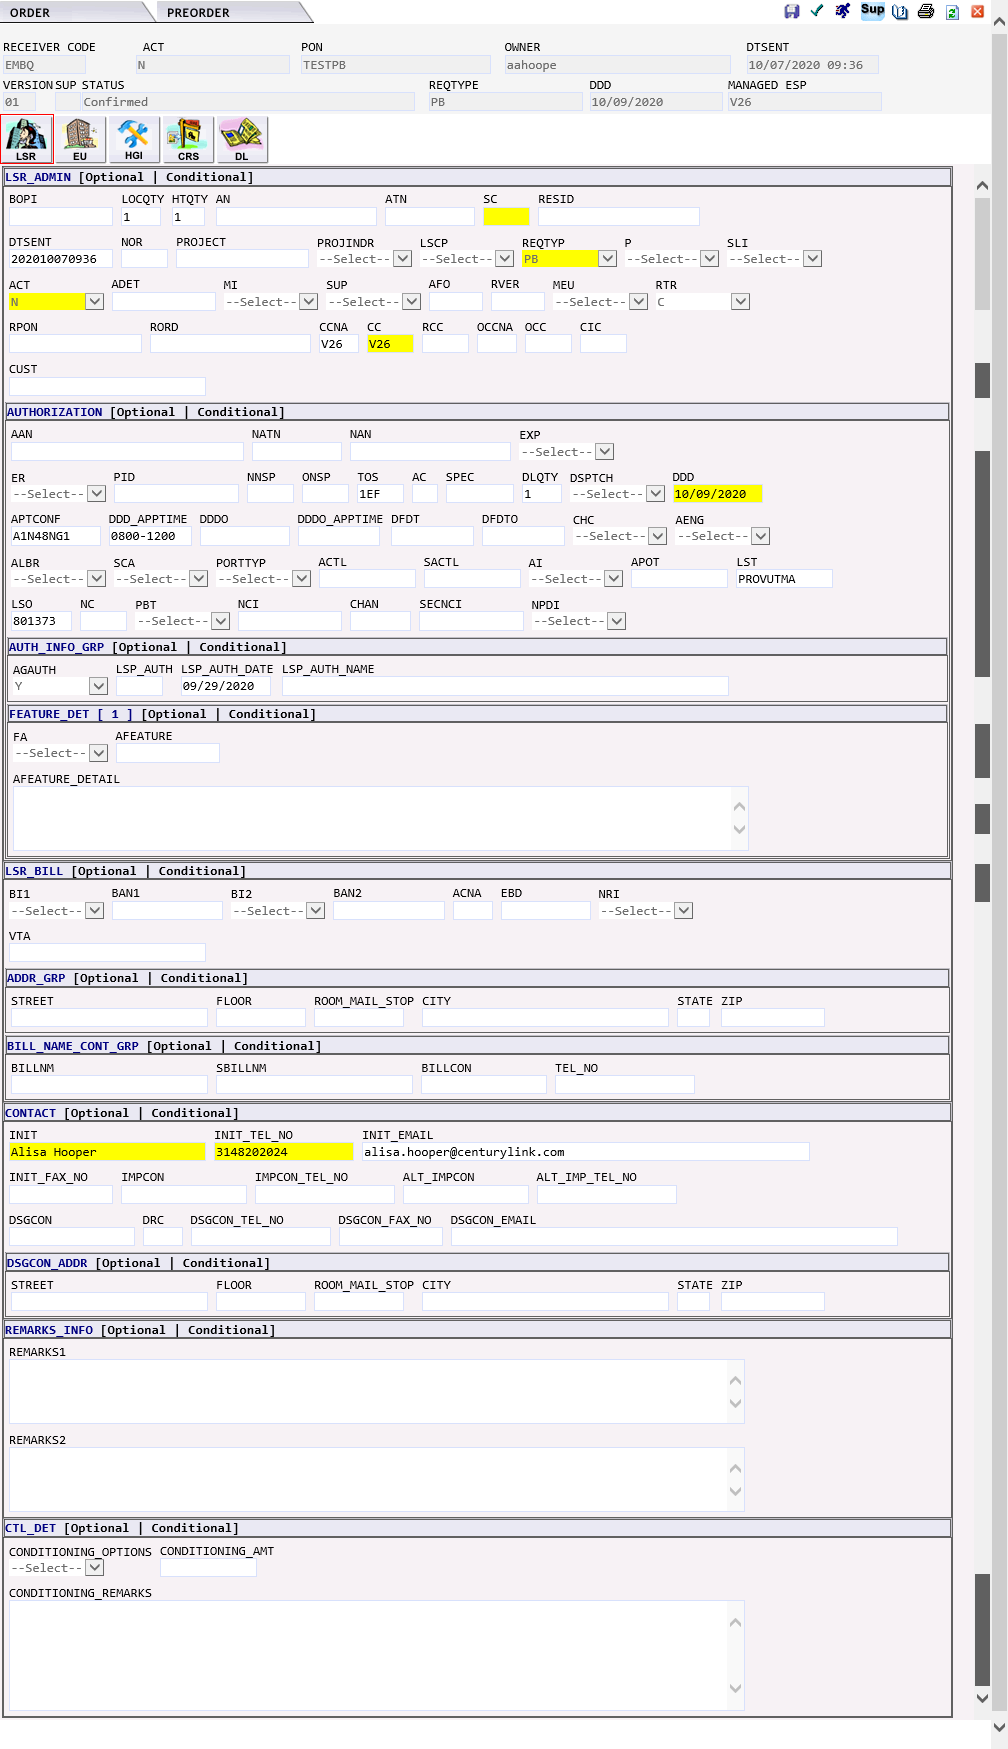 ORDER PREORDER Sup
RECEIVER CODE ACT PON OWNER DTSENT
EMBQ N TESTPB aahoope 10/07/2020 09:36
VERSION SUP STATUS REQTYPE DDD MANAGED ESP
01 Confirmed PB 10/09/2020 V26
LSR EU HGI CRS DL
LSR_ADMIN [Optional | Conditional]
BOPI LOCQTY HTQTY AN ATN SC RESID
1 1
DTSENT NOR PROJECT PROJINDR LSCP REQTYP P SLI
202010070936 --Select-- --Select-- PB --Select-- --Select--
ACT ADET MI SUP AFO RVER MEU RTR
N --Select-- --Select-- --Select-- C
RPON RORD CCNA CC RCC OCCNA OCC CIC
V26 V26
CUST
AUTHORIZATION [Optional | Conditional]
AAN NATN NAN EXP
--Select--
ER PID NNSP ONSP TOS AC SPEC DLQTY DSPTCH DDD
--Select-- 1EF 1 --Select-- 10/09/2020
APTCONF DDD_APPTIME DDDO DDDO_APPTIME DFDT DFDTO CHC AENG
A1N48NG1 0800-1200 --Select-- --Select--
ALBR SCA PORTTYP ACTL SACTL AI APOT LST
--Select-- --Select-- --Select-- --Select-- PROVUTMA
LSO NC PBT NCI CHAN SECNCI NPDI
801373 --Select-- --Select--
AUTH_INFO_GRP [Optional | Conditional]
AGAUTH LSP_AUTH LSP_AUTH_DATE LSP_AUTH_NAME
Y 09/29/2020
FEATURE_DET [ 1 ] [Optional | Conditional]
FA AFEATURE
--Select--
AFEATURE_DETAIL
LSR_BILL [Optional | Conditional]
BI1 BAN1 BI2 BAN2 ACNA EBD NRI
--Select-- --Select-- --Select--
VTA
ADDR_GRP [Optional | Conditional]
STREET FLOOR ROOM_MAIL_STOP CITY STATE ZIP
BILL_NAME_CONT_GRP [Optional | Conditional]
BILLNM SBILLNM BILLCON TEL_NO
CONTACT [Optional | Conditional]
INIT INIT_TEL_NO INIT_EMAIL
Alisa Hooper 3148202024 alisa.hooper@centurylink.com
INIT_FAX_NO IMPCON IMPCON_TEL_NO ALT_IMPCON ALT_IMP_TEL_NO
DSGCON DRC DSGCON_TEL_NO DSGCON_FAX_NO DSGCON_EMAIL
DSGCON_ADDR [Optional | Conditional]
STREET FLOOR ROOM_MAIL_STOP CITY STATE ZIP
REMARKS_INFO [Optional | Conditional]
REMARKS1
REMARKS2
CTL_DET [Optional | Conditional]
CONDITIONING_OPTIONS CONDITIONING_AMT
--Select--
CONDITIONING_REMARKS